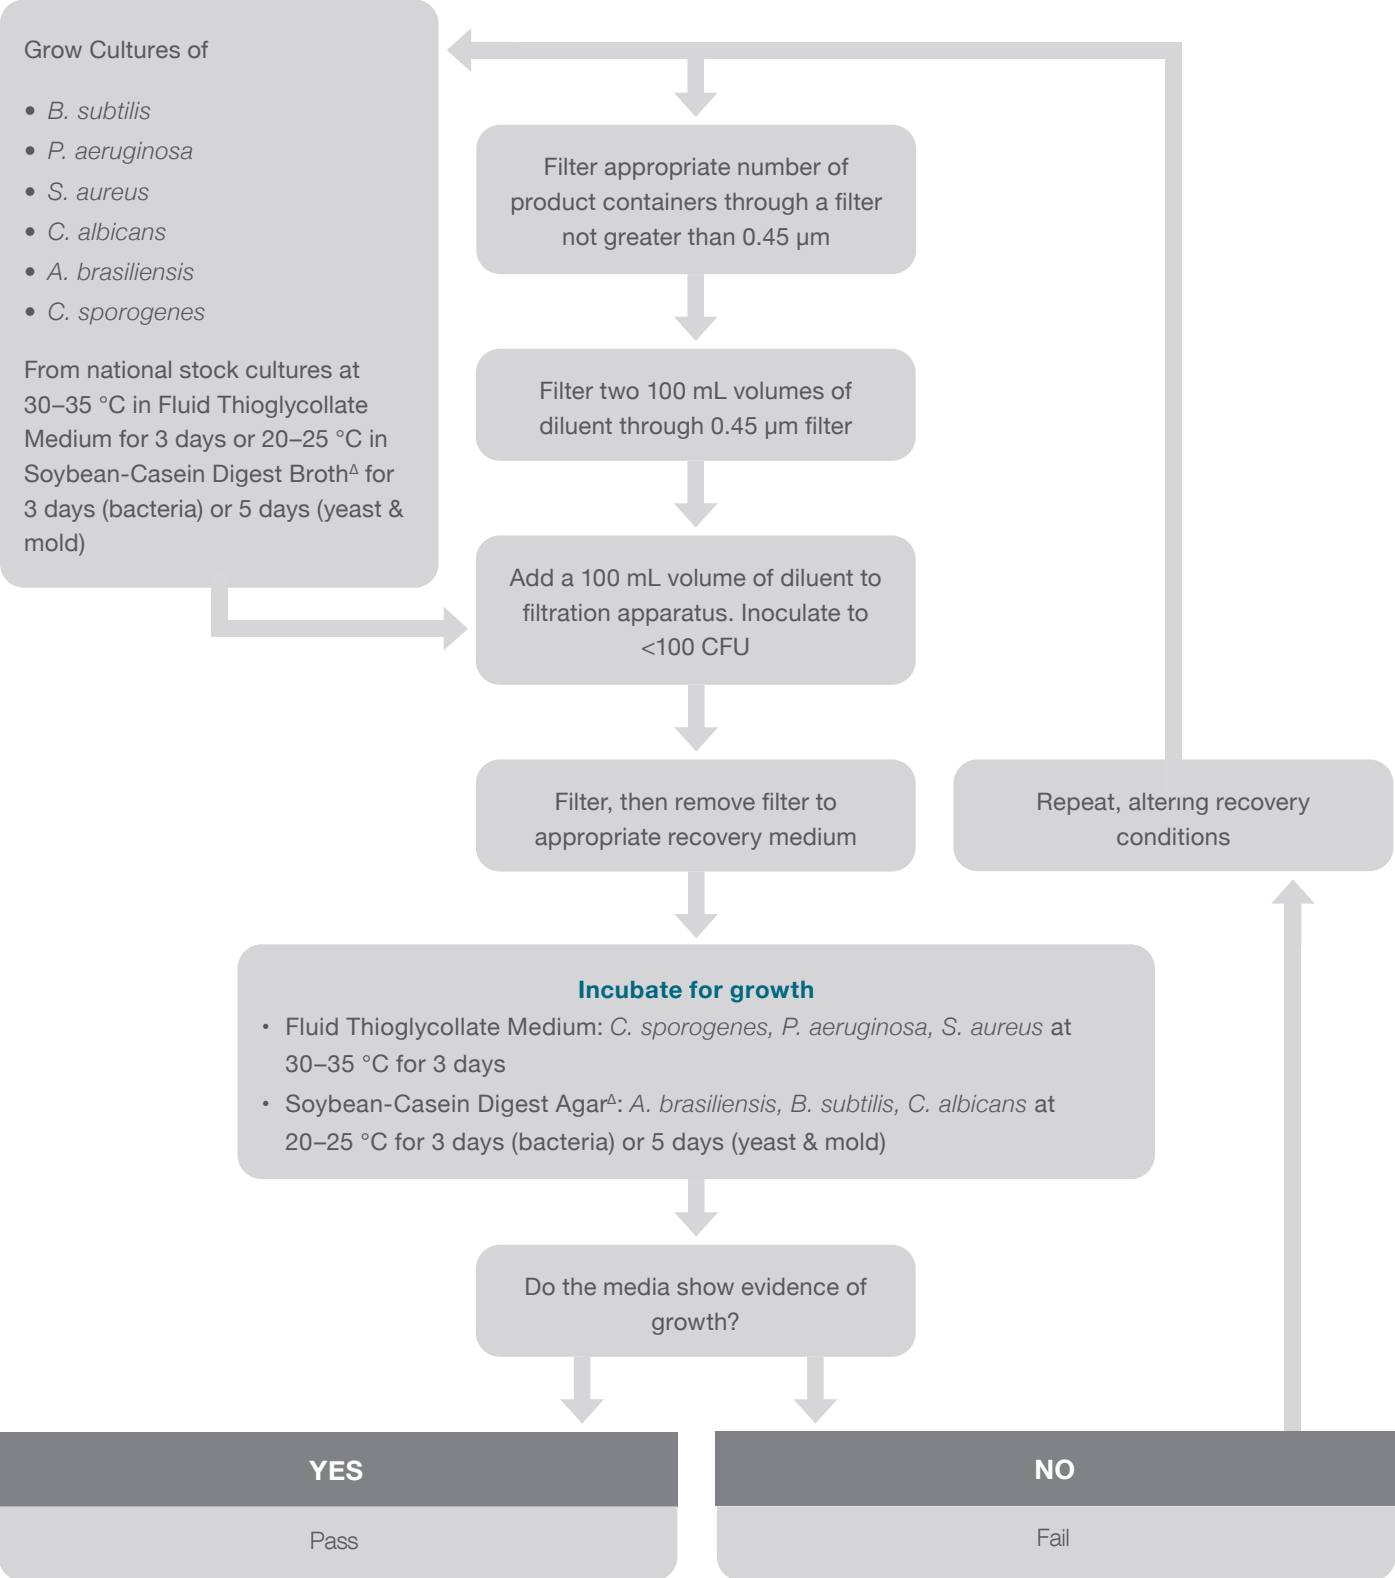 Grow Cultures of
• B. subtilis
• P. aeruginosa
• S. aureus
• C. albicans
• A. brasiliensis
• C. sporogenes
From national stock cultures at
30–35 °C in Fluid Thioglycollate
Medium for 3 days or 20–25 °C in
Soybean-Casein Digest Broth^Δ for
3 days (bacteria) or 5 days (yeast &
mold)
Filter appropriate number of
product containers through a filter
not greater than 0.45 µm
Filter two 100 mL volumes of
diluent through 0.45 µm filter
Add a 100 mL volume of diluent to
filtration apparatus. Inoculate to
<100 CFU
Filter, then remove filter to
appropriate recovery medium
Repeat, altering recovery
conditions
Incubate for growth
• Fluid Thioglycollate Medium: C. sporogenes, P. aeruginosa, S. aureus at
30–35 °C for 3 days
• Soybean-Casein Digest Agar^Δ: A. brasiliensis, B. subtilis, C. albicans at
20–25 °C for 3 days (bacteria) or 5 days (yeast & mold)
Do the media show evidence of
growth?
YES
Pass
NO
Fail